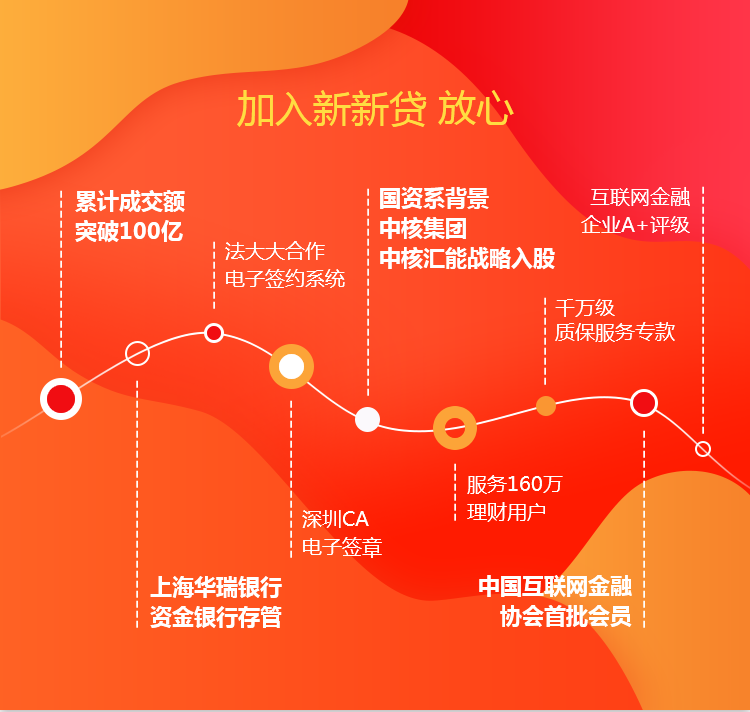 加入新新贷 放心
累计成交额
突破100亿
法大大合作
电子签约系统
国资系背景
中核集团
中核汇能战略入股
互联网金融
企业A+评级
千万级
质保服务专款
服务160万
理财用户
深圳CA
电子签章
上海华瑞银行
资金银行存管
中国互联网金融
协会首批会员